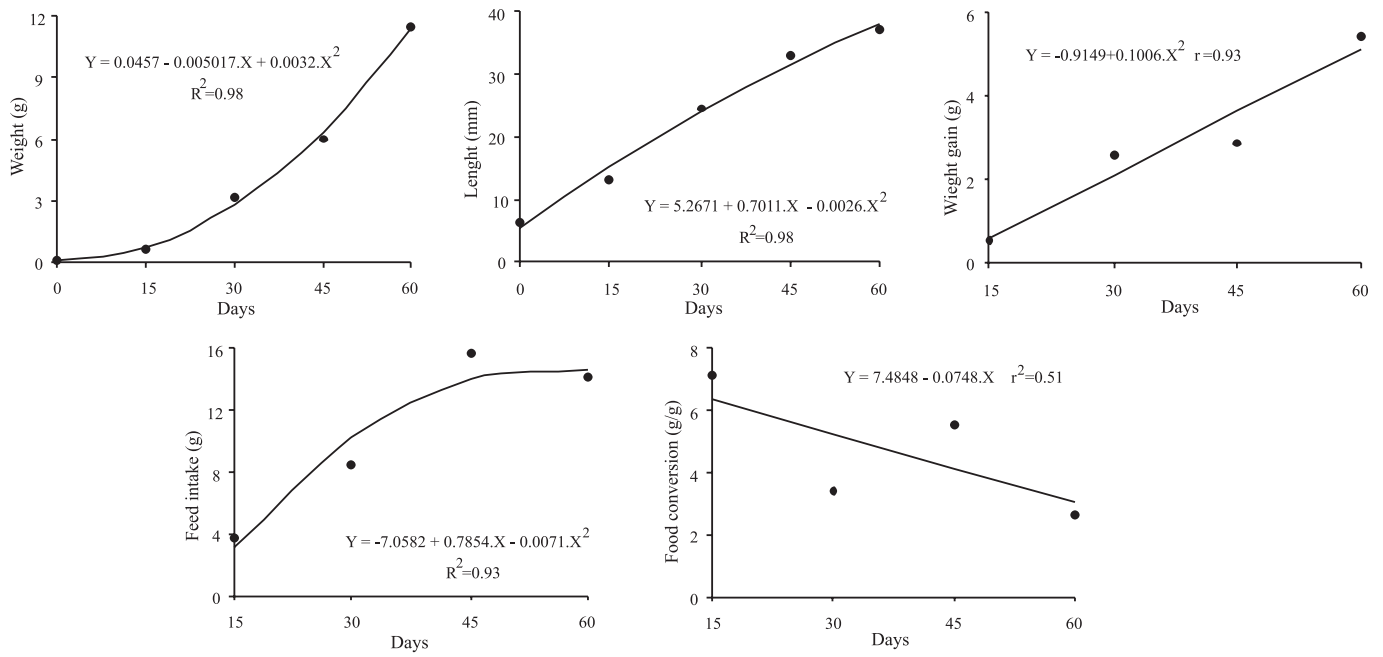 12
9
6
3
0
Weight (g)
Y = 0.0457 - 0.005017.X + 0.0032.X²
R²=0.98
0 15 30 45 60
Days
50
40
30
20
10
0
Lenght (mm)
Y = 5.2671 + 0.7011.X - 0.0026.X²
R²=0.98
0 15 30 45 60
Days
6
4
2
0
Wieght gain (g)
Y = -0.9149+0.1006.X² r=0.93
15 30 45 60
Days
16
12
8
4
0
Feed intake (g)
Y = -7.0582 + 0.7854.X - 0.0071.X²
R²=0.93
15 30 45 60
Days
8
6
4
2
0
Food conversion (g/g)
Y = 7.4848 - 0.0748.X r²=0.51
15 30 45 60
Days